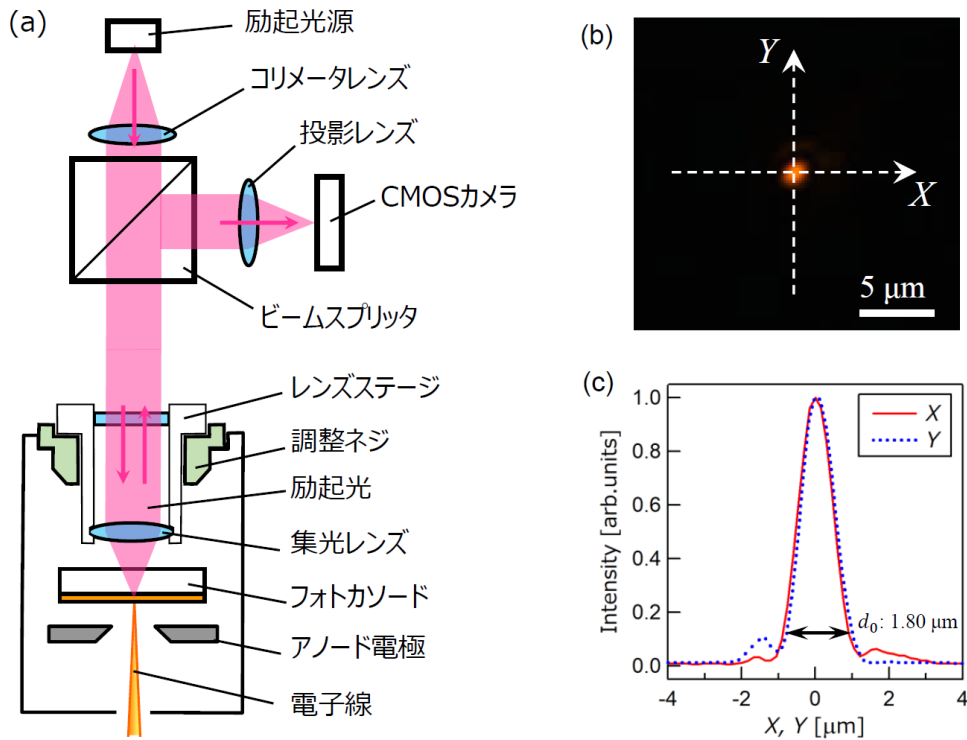 (a)
励起光源
コリメータレンズ
投影レンズ
CMOSカメラ
ビームスプリッタ
レンズステージ
調整ネジ
励起光
集光レンズ
フォトカソード
アノード電極
電子線
(b)
Y
X
5 μm
(c)
Intensity [arb.units]
1.0
0.8
0.6
0.4
0.2
0.0
X
Y
d₀: 1.80 μm
-4 -2 0 2 4
X, Y [μm]